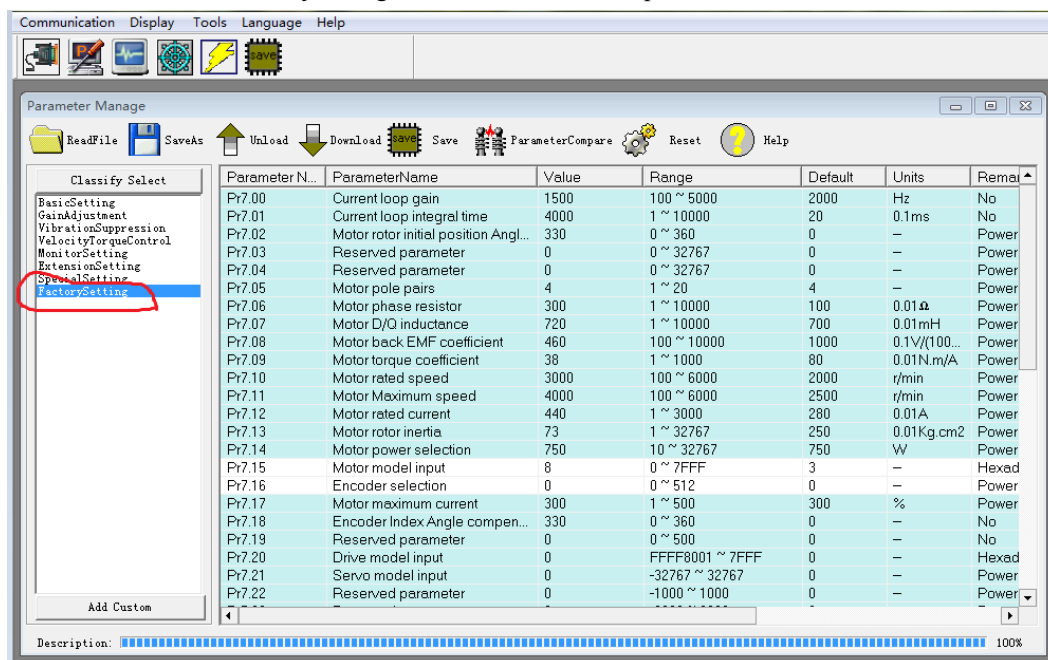 Communication Display Tools Language Help
save
Parameter Manage
ReadFile SaveAs Unload Download save Save ParameterCompare Reset ? Help
Classify Select
BasicSetting
GainAdjustment
VibrationSuppression
VelocityTorqueControl
MonitorSetting
ExtensionSetting
SpecialSetting
FactorySetting
Add Custom
Parameter N... ParameterName Value Range Default Units Remar
Pr7.00 Current loop gain 1500 100 ~ 5000 2000 Hz No
Pr7.01 Current loop integral time 4000 1 ~ 10000 20 0.1ms No
Pr7.02 Motor rotor initial position Angl... 330 0 ~ 360 0 – Power
Pr7.03 Reserved parameter 0 0 ~ 32767 0 – Power
Pr7.04 Reserved parameter 0 0 ~ 32767 0 – Power
Pr7.05 Motor pole pairs 4 1 ~ 20 4 – Power
Pr7.06 Motor phase resistor 300 1 ~ 10000 100 0.01Ω Power
Pr7.07 Motor D/Q inductance 720 1 ~ 10000 700 0.01mH Power
Pr7.08 Motor back EMF coefficient 460 100 ~ 10000 1000 0.1V/(100... Power
Pr7.09 Motor torque coefficient 38 1 ~ 1000 80 0.01N.m/A Power
Pr7.10 Motor rated speed 3000 100 ~ 6000 2000 r/min Power
Pr7.11 Motor Maximum speed 4000 100 ~ 6000 2500 r/min Power
Pr7.12 Motor rated current 440 1 ~ 3000 280 0.01A Power
Pr7.13 Motor rotor inertia 73 1 ~ 32767 250 0.01Kg.cm2 Power
Pr7.14 Motor power selection 750 10 ~ 32767 750 W Power
Pr7.15 Motor model input 8 0 ~ 7FFF 3 – Hexad
Pr7.16 Encoder selection 0 0 ~ 512 0 – Power
Pr7.17 Motor maximum current 300 1 ~ 500 300 % Power
Pr7.18 Encoder Index Angle compen... 330 0 ~ 360 0 – No
Pr7.19 Reserved parameter 0 0 ~ 500 0 – No
Pr7.20 Drive model input 0 FFFF8001 ~ 7FFF 0 – Hexad
Pr7.21 Servo model input 0 -32767 ~ 32767 0 – Power
Pr7.22 Reserved parameter 0 -1000 ~ 1000 0 – Power
Description: 100%